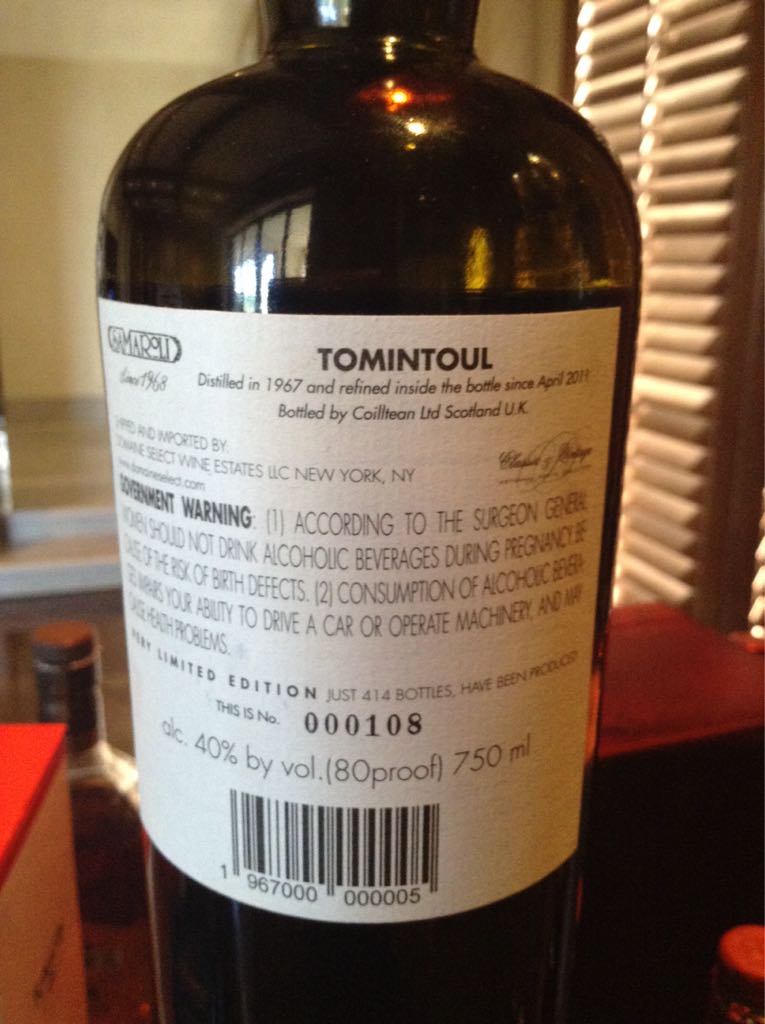 SAMAROLI
Since 1968
TOMINTOUL
Distilled in 1967 and refined inside the bottle since April 2011
Bottled by Coilltean Ltd Scotland U.K.
AND IMPORTED BY:
DOMAINE SELECT WINE ESTATES LLC NEW YORK, NY
www.domaineselect.com
GOVERNMENT WARNING: (1) ACCORDING TO THE SURGEON GENERAL
WOMEN SHOULD NOT DRINK ALCOHOLIC BEVERAGES DURING PREGNANCY BE
CAUSE OF THE RISK OF BIRTH DEFECTS. (2) CONSUMPTION OF ALCOHOLIC BEVERA-
GES IMPAIRS YOUR ABILITY TO DRIVE A CAR OR OPERATE MACHINERY, AND MAY
CAUSE HEALTH PROBLEMS.
VERY LIMITED EDITION JUST 414 BOTTLES, HAVE BEEN PRODUCED
THIS IS No. 000108
alc. 40% by vol.(80proof) 750 ml
1 967000 000005